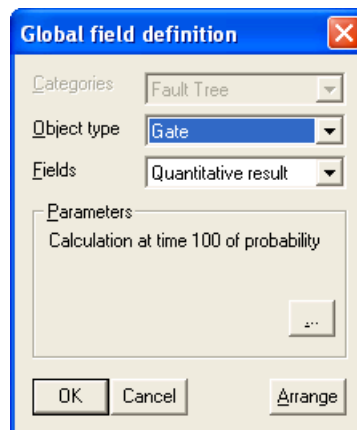 Global field definition
Categories Fault Tree
Object type Gate
Fields Quantitative result
Parameters
Calculation at time 100 of probability
...
OK Cancel Arrange